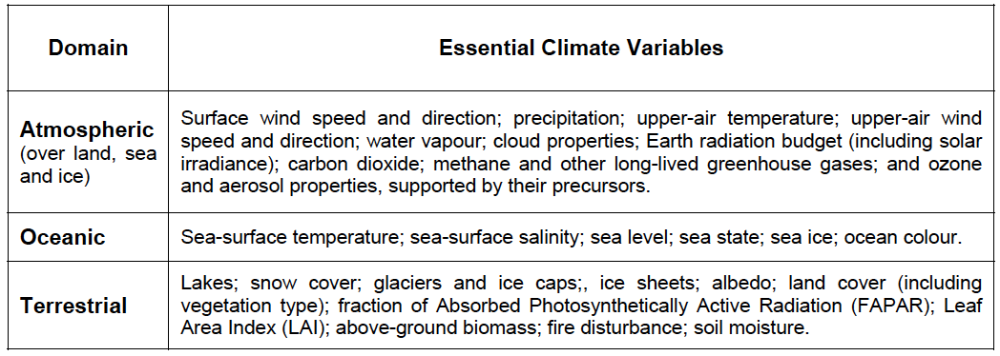 Domain
Essential Climate Variables
Atmospheric
(over land, sea
and ice)
Surface wind speed and direction; precipitation; upper-air temperature; upper-air wind
speed and direction; water vapour; cloud properties; Earth radiation budget (including solar
irradiance); carbon dioxide; methane and other long-lived greenhouse gases; and ozone
and aerosol properties, supported by their precursors.
Oceanic
Sea-surface temperature; sea-surface salinity; sea level; sea state; sea ice; ocean colour.
Terrestrial
Lakes; snow cover; glaciers and ice caps;, ice sheets; albedo; land cover (including
vegetation type); fraction of Absorbed Photosynthetically Active Radiation (FAPAR); Leaf
Area Index (LAI); above-ground biomass; fire disturbance; soil moisture.